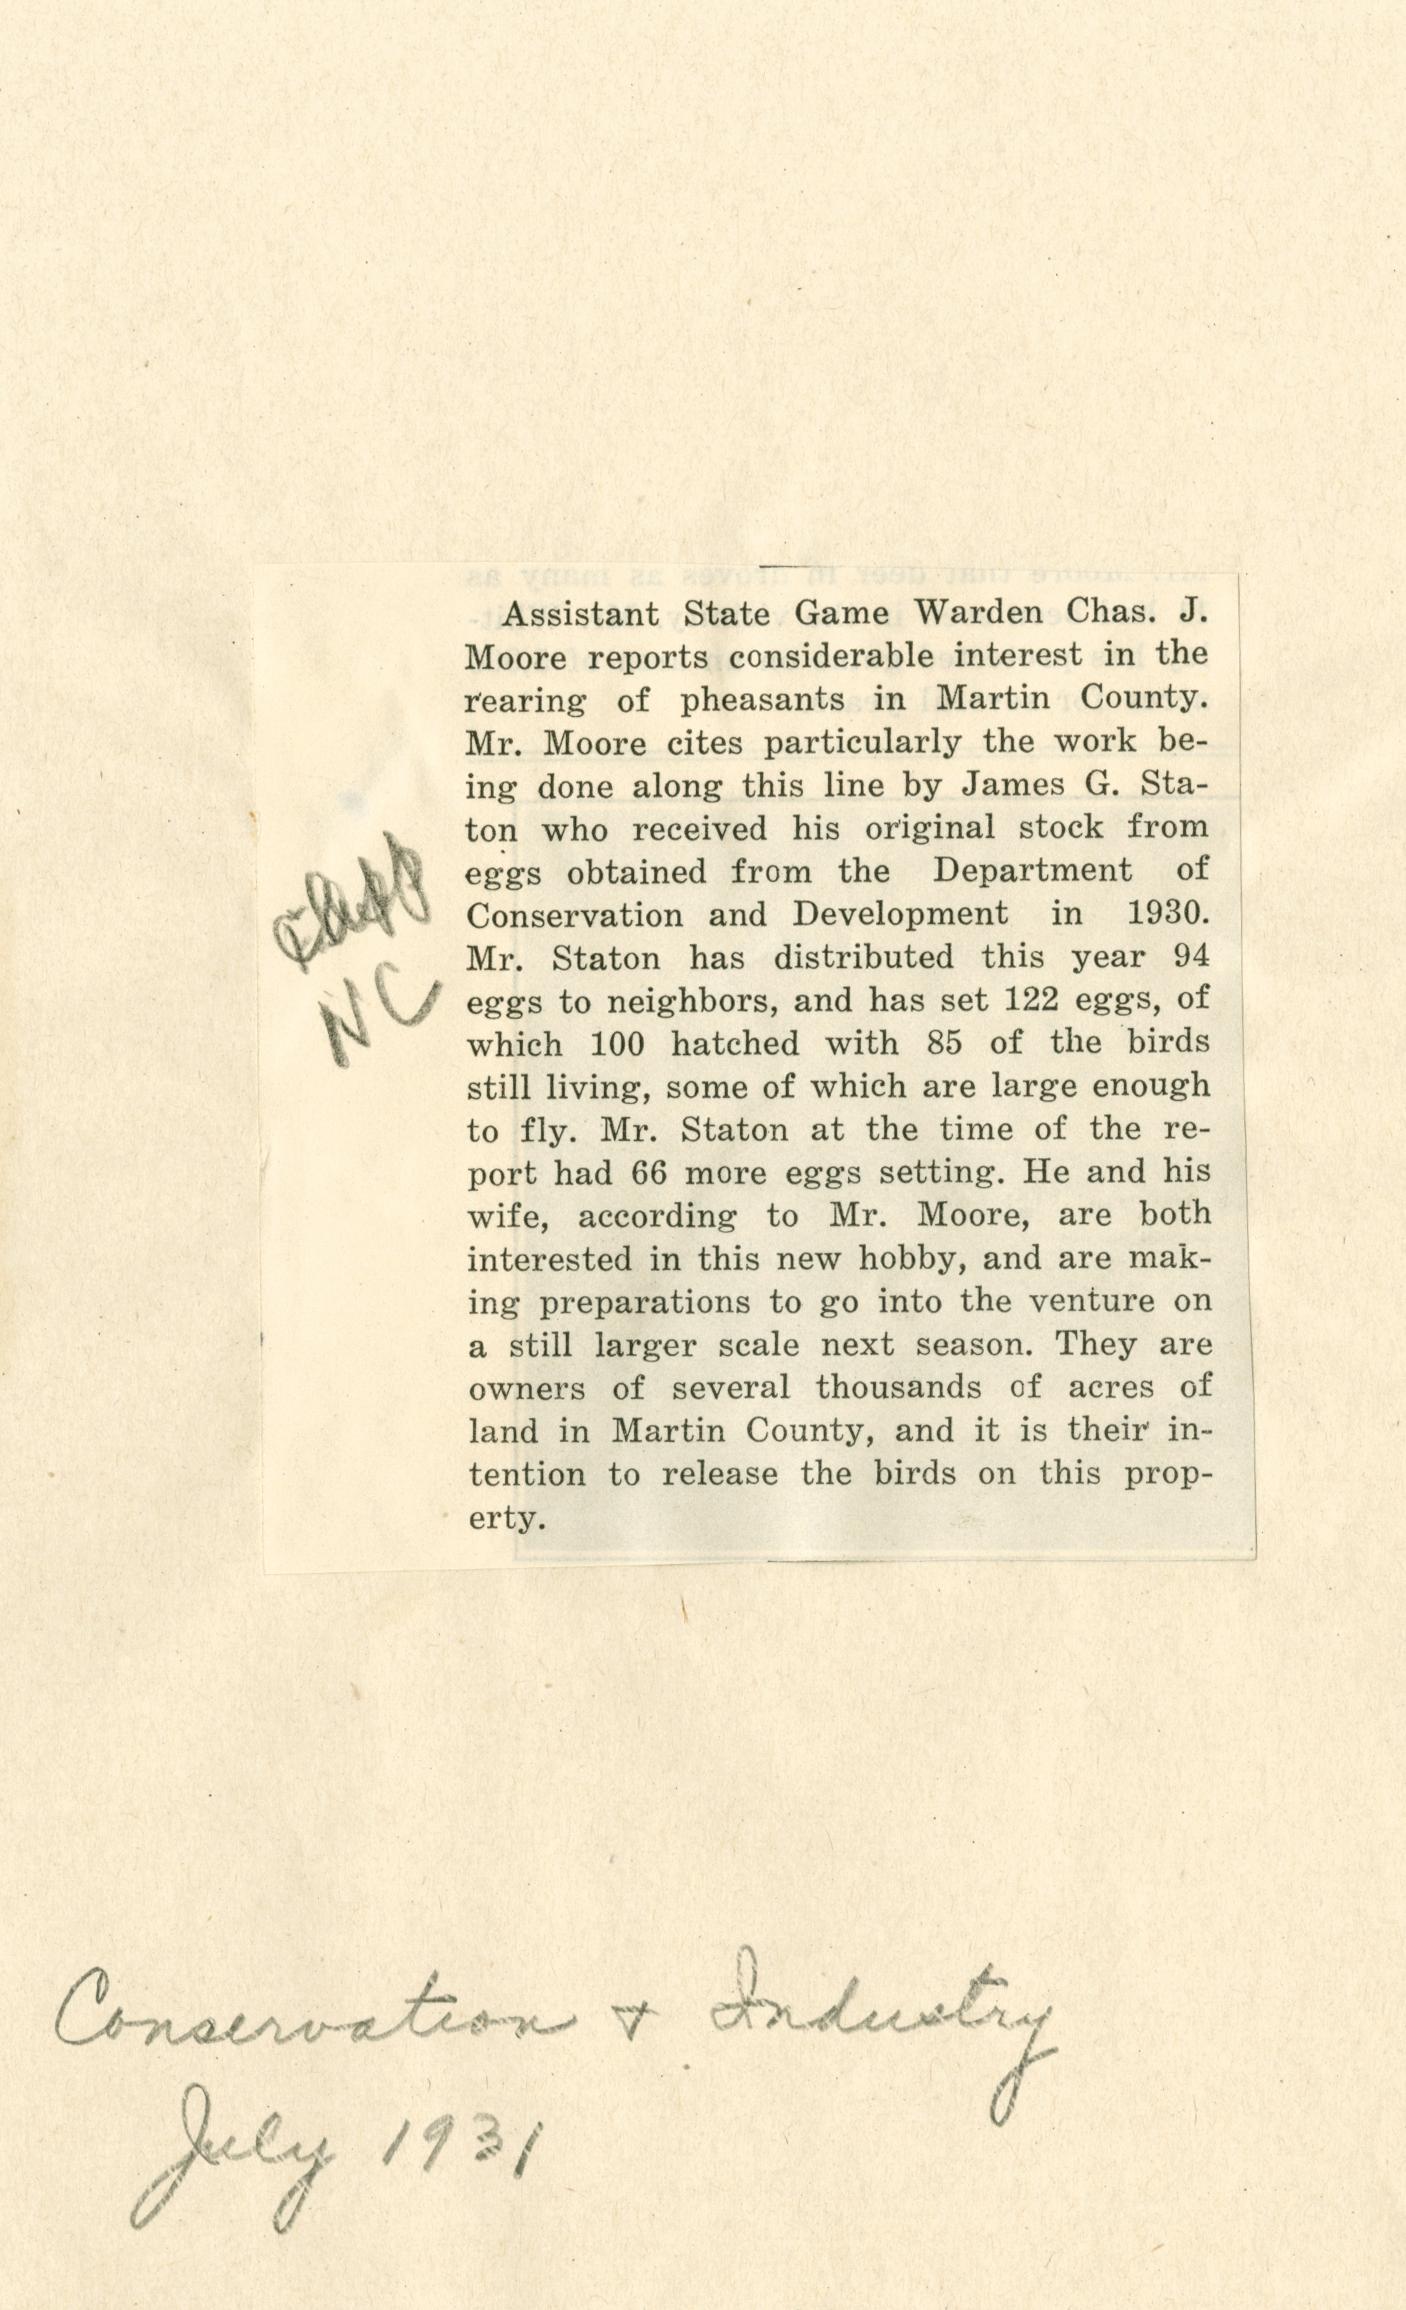 Assistant State Game Warden Chas. J.
Moore reports considerable interest in the
rearing of pheasants in Martin County.
Mr. Moore cites particularly the work be-
ing done along this line by James G. Sta-
ton who received his original stock from
eggs obtained from the Department of
Conservation and Development in 1930.
Mr. Staton has distributed this year 94
eggs to neighbors, and has set 122 eggs, of
which 100 hatched with 85 of the birds
still living, some of which are large enough
to fly. Mr. Staton at the time of the re-
port had 66 more eggs setting. He and his
wife, according to Mr. Moore, are both
interested in this new hobby, and are mak-
ing preparations to go into the venture on
a still larger scale next season. They are
owners of several thousands of acres of
land in Martin County, and it is their in-
tention to release the birds on this prop-
erty.
NC
Conservation & Industry
July 1931